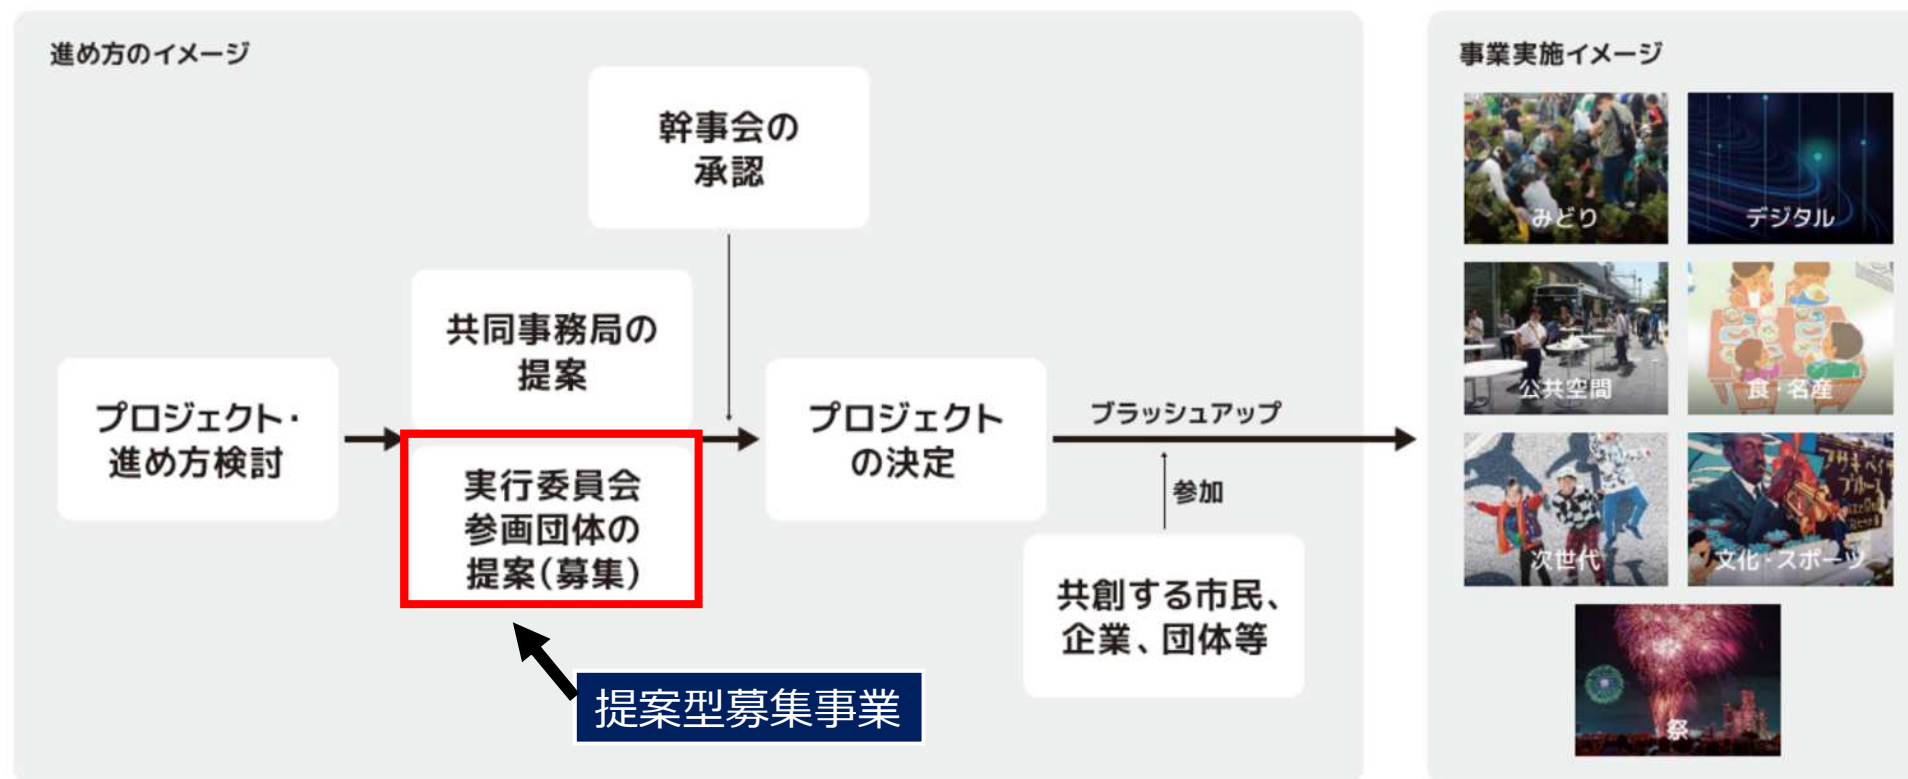 進め方のイメージ
幹事会の
承認
共同事務局の
提案
プロジェクト・
進め方検討
実行委員会
参画団体の
提案(募集)
提案型募集事業
プロジェクト
の決定
ブラッシュアップ
参加
共創する市民、
企業、団体等
事業実施イメージ
みどり
デジタル
公共空間
食・名産
次世代
文化・スポーツ
祭